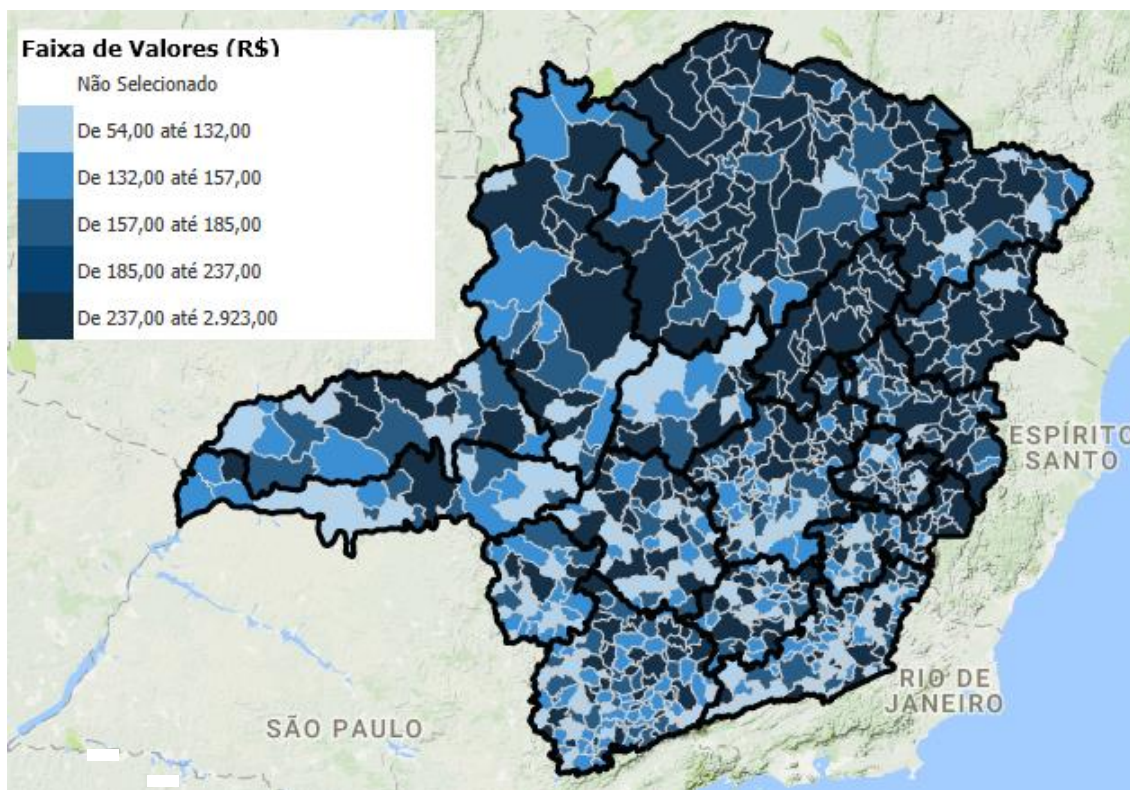 Faixa de Valores (R$)
Não Selecionado
De 54,00 até 132,00
De 132,00 até 157,00
De 157,00 até 185,00
De 185,00 até 237,00
De 237,00 até 2.923,00
ESPÍRITO
SANTO
RIO DE
JANEIRO
SÃO PAULO